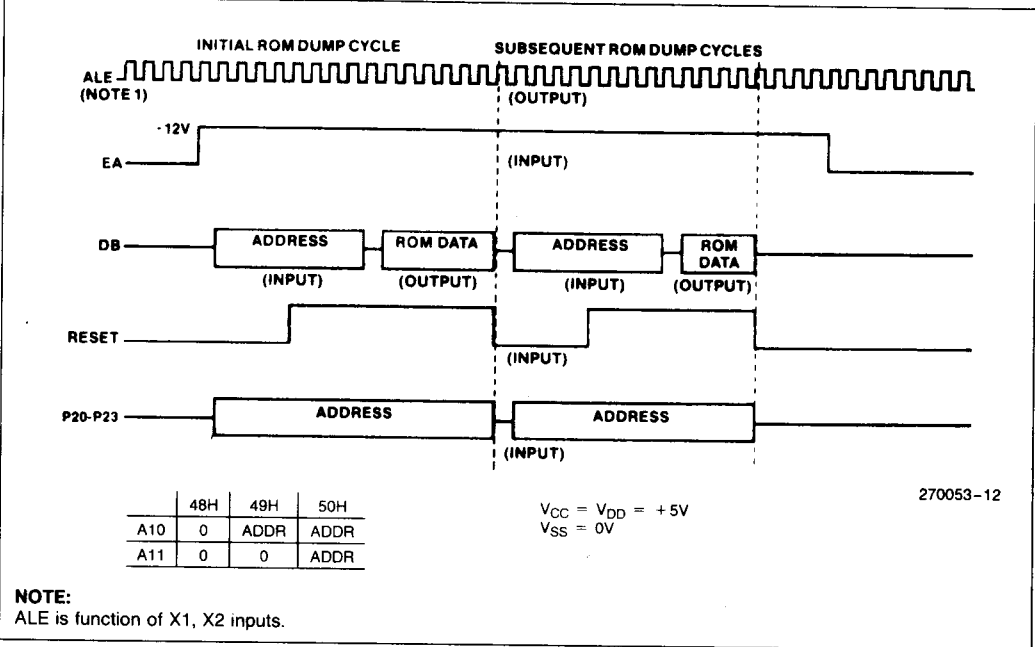 INITIAL ROM DUMP CYCLE SUBSEQUENT ROM DUMP CYCLES
ALE
(NOTE 1)
(OUTPUT)
-12V
EA
(INPUT)
DB
ADDRESS ROM DATA ADDRESS ROM DATA
(INPUT) (OUTPUT) (INPUT) (OUTPUT)
RESET
(INPUT)
P20-P23
ADDRESS ADDRESS
(INPUT)
270053-12
48H 49H 50H
A10 0 ADDR ADDR
A11 0 0 ADDR
VCC = VDD = +5V
VSS = 0V
NOTE:
ALE is function of X1, X2 inputs.